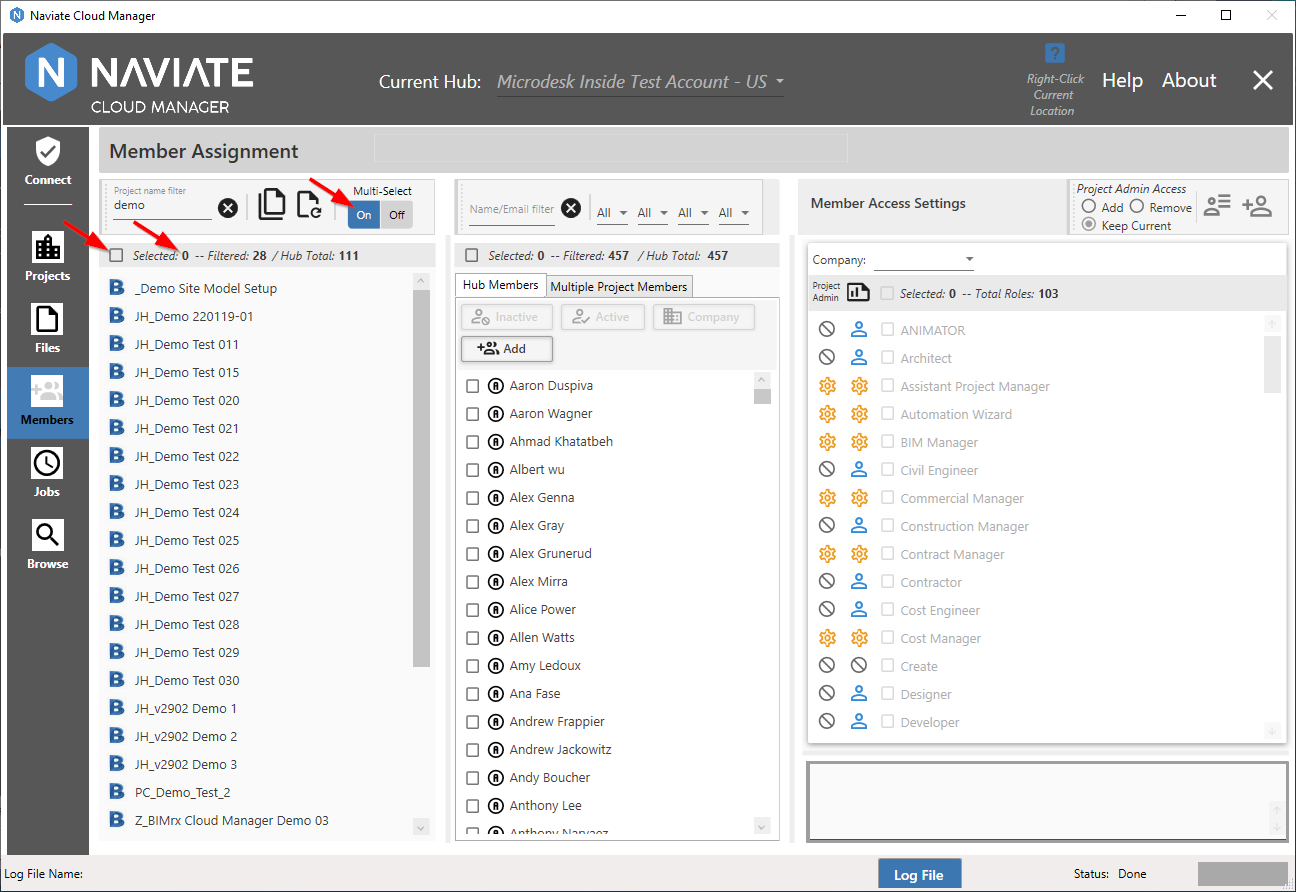 Naviate Cloud Manager
NAVIATE
CLOUD MANAGER
Current Hub: Microdesk Inside Test Account - US
?
Right-Click
Current
Location
Help
About
Connect
Projects
Files
Members
Jobs
Browse
Member Assignment
Project name filter
demo
Multi-Select
On
Off
Selected: 0 -- Filtered: 28 / Hub Total: 111
_Demo Site Model Setup
JH_Demo 220119-01
JH_Demo Test 011
JH_Demo Test 015
JH_Demo Test 020
JH_Demo Test 021
JH_Demo Test 022
JH_Demo Test 023
JH_Demo Test 024
JH_Demo Test 025
JH_Demo Test 026
JH_Demo Test 027
JH_Demo Test 028
JH_Demo Test 029
JH_Demo Test 030
JH_v2902 Demo 1
JH_v2902 Demo 2
JH_v2902 Demo 3
PC_Demo_Test_2
Z_BIMrx Cloud Manager Demo 03
Name/Email filter
All
All
All
All
Selected: 0 -- Filtered: 457 / Hub Total: 457
Hub Members
Multiple Project Members
Inactive
Active
Company
Add
Aaron Duspiva
Aaron Wagner
Ahmad Khatatbeh
Albert wu
Alex Genna
Alex Gray
Alex Grunerud
Alex Mirra
Alice Power
Allen Watts
Amy Ledoux
Ana Fase
Andrew Frappier
Andrew Jackowitz
Andy Boucher
Anthony Lee
Anthony Narvaez
Member Access Settings
Project Admin Access
Add
Remove
Keep Current
Company:
Project
Admin
Selected: 0 -- Total Roles: 103
ANIMATOR
Architect
Assistant Project Manager
Automation Wizard
BIM Manager
Civil Engineer
Commercial Manager
Construction Manager
Contract Manager
Contractor
Cost Engineer
Cost Manager
Create
Designer
Developer
Log File Name:
Log File
Status: Done